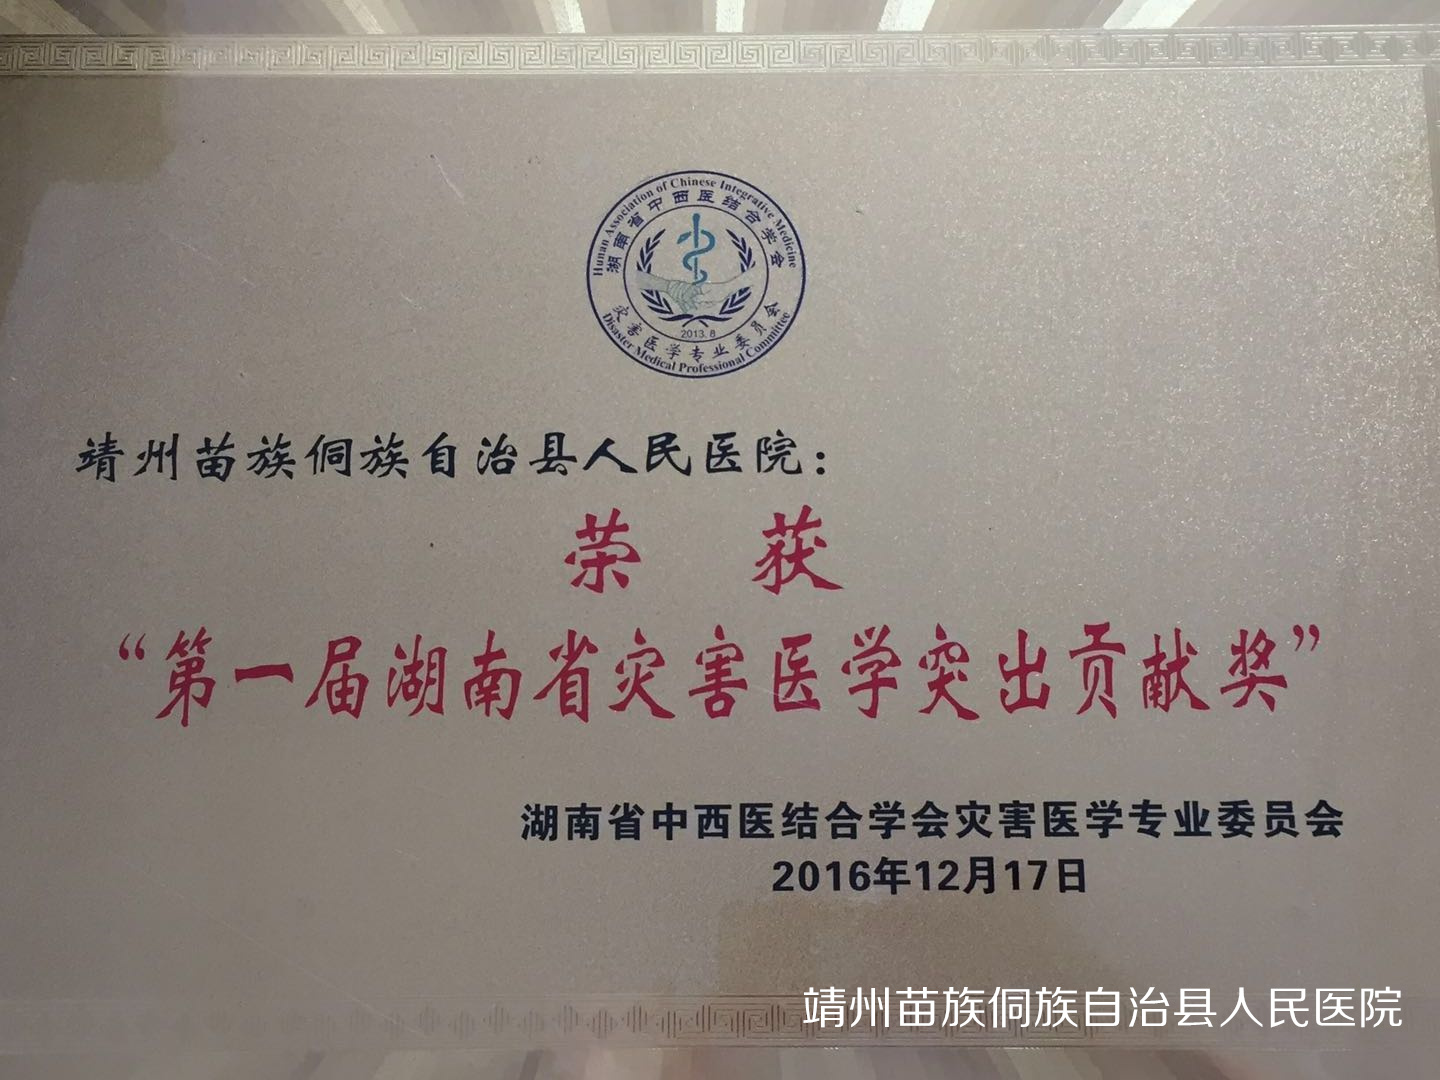 Hunan Association of Chinese Integrative Medicine
湖南省中西医结合学会
2013.8
灾害医学专业委员会
Disaster Medical Professional Committee
靖州苗族侗族自治县人民医院：
荣 获
“第一届湖南省灾害医学突出贡献奖”
湖南省中西医结合学会灾害医学专业委员会
2016年12月17日
靖州苗族侗族自治县人民医院